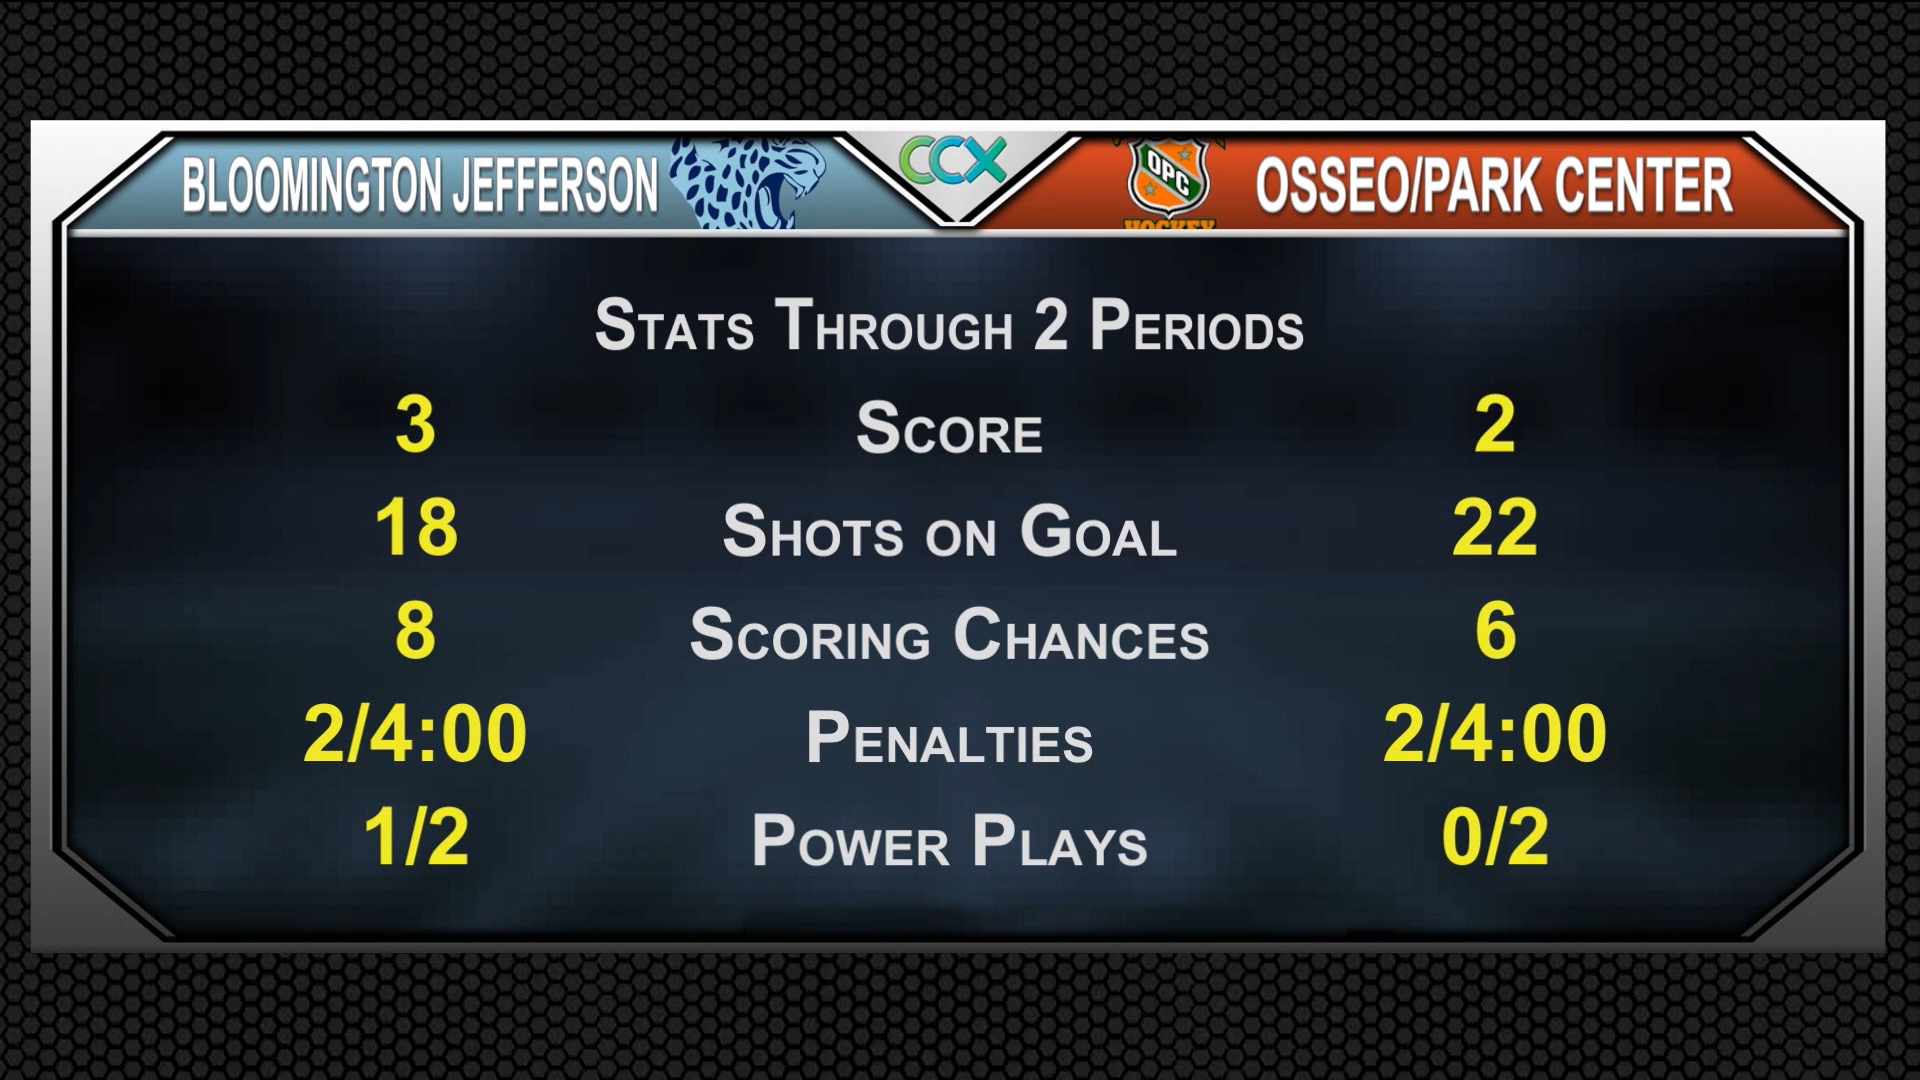 BLOOMINGTON JEFFERSON
CCX
OPC
HOCKEY
OSSEO/PARK CENTER
STATS THROUGH 2 PERIODS
3 SCORE 2
18 SHOTS ON GOAL 22
8 SCORING CHANCES 6
2/4:00 PENALTIES 2/4:00
1/2 POWER PLAYS 0/2